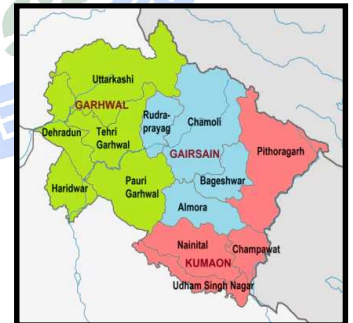 Uttarkashi
GARHWAL
Dehradun
Tehri
Garhwal
Rudra-
prayag
Chamoli
GAIRSAIN
Pithoragarh
Haridwar
Pauri
Garhwal
Bageshwar
Almora
Nainital
Champawat
KUMAON
Udham Singh Nagar